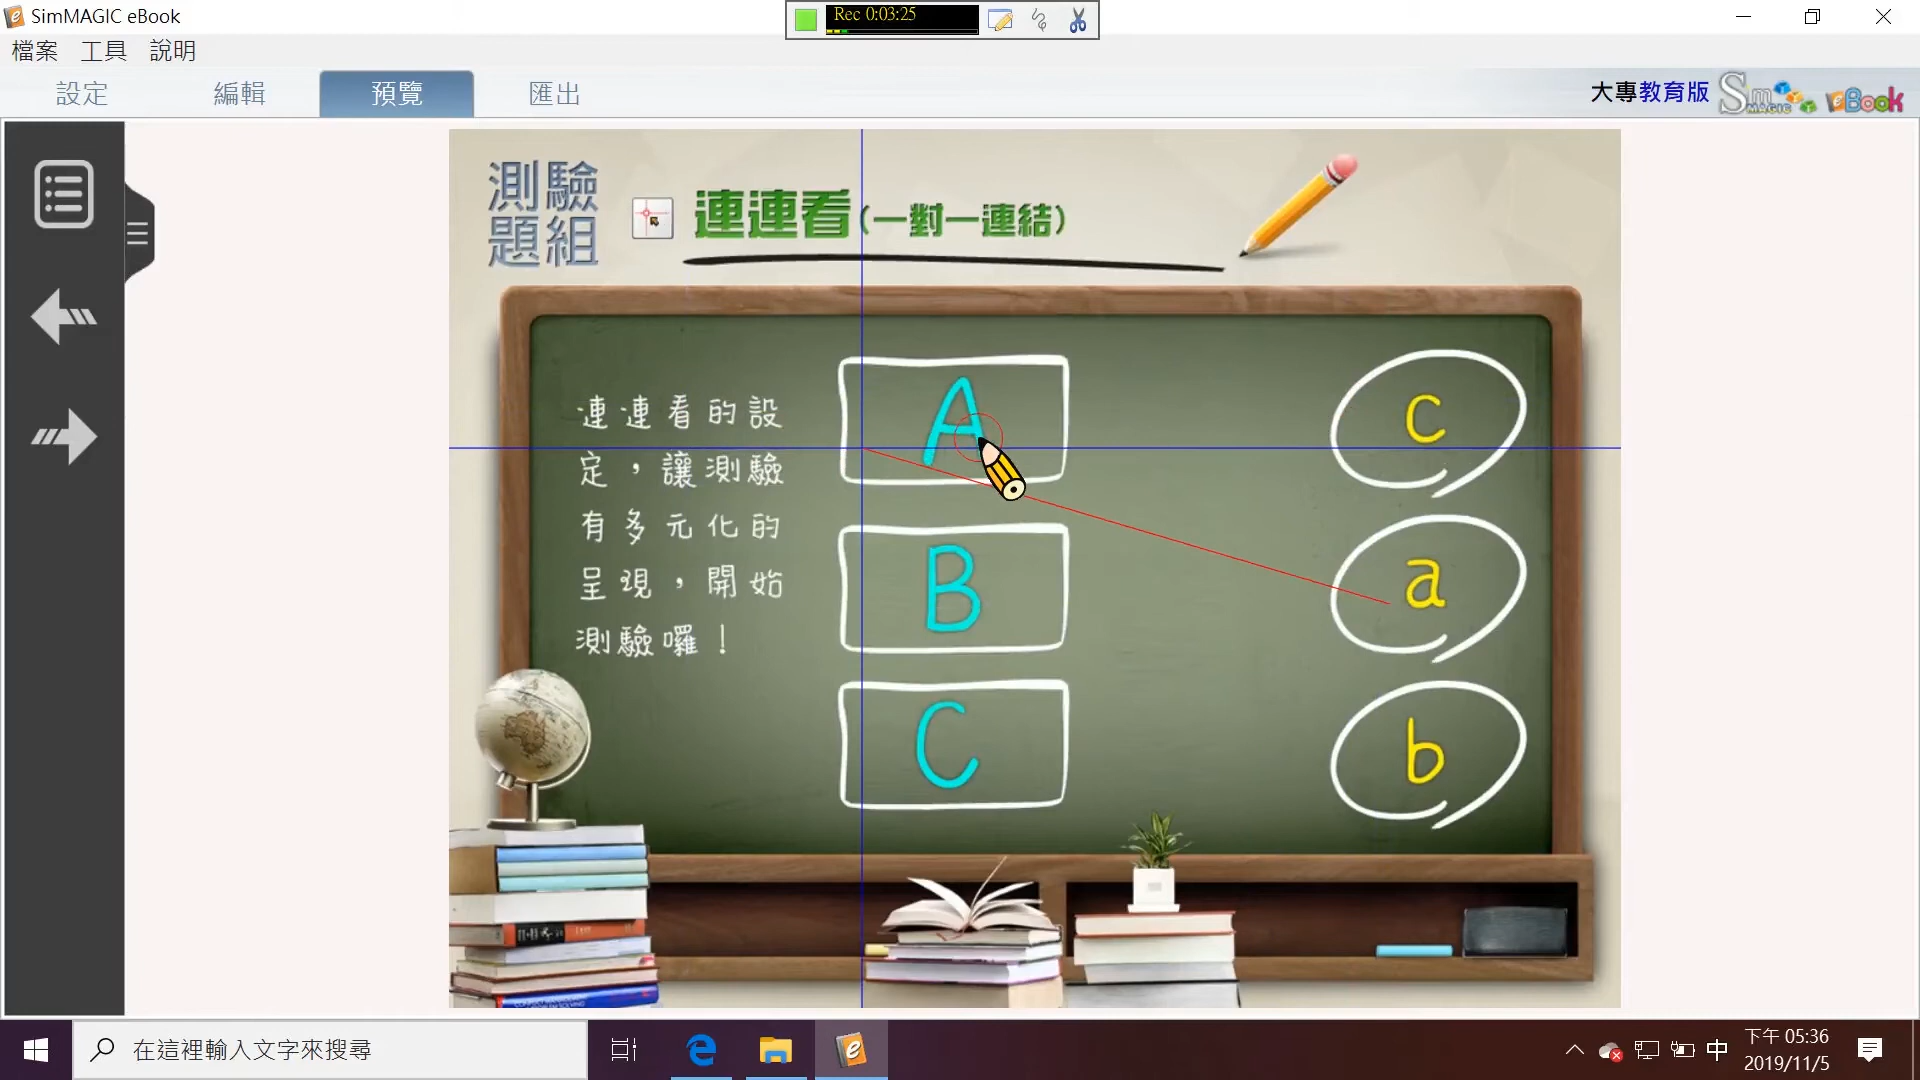 SimMAGIC eBook
Rec 0:03:25
檔案 工具 說明
設定 編輯 預覽 匯出
大專教育版 SimMAGIC eBook
測驗題組
連連看(一對一連結)
連連看的設
定,讓測驗
有多元化的
呈現,開始
測驗囉!
A
B
C
c
a
b
在這裡輸入文字來搜尋
中
下午 05:36
2019/11/5